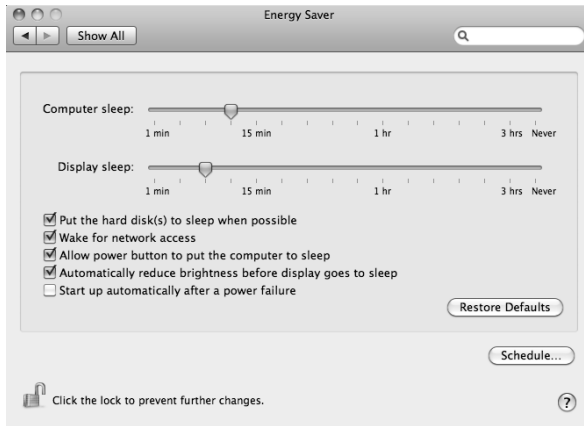 Energy Saver
Show All
Computer sleep:
1 min 15 min 1 hr 3 hrs Never
Display sleep:
1 min 15 min 1 hr 3 hrs Never
Put the hard disk(s) to sleep when possible
Wake for network access
Allow power button to put the computer to sleep
Automatically reduce brightness before display goes to sleep
Start up automatically after a power failure
Restore Defaults
Schedule...
Click the lock to prevent further changes.
?